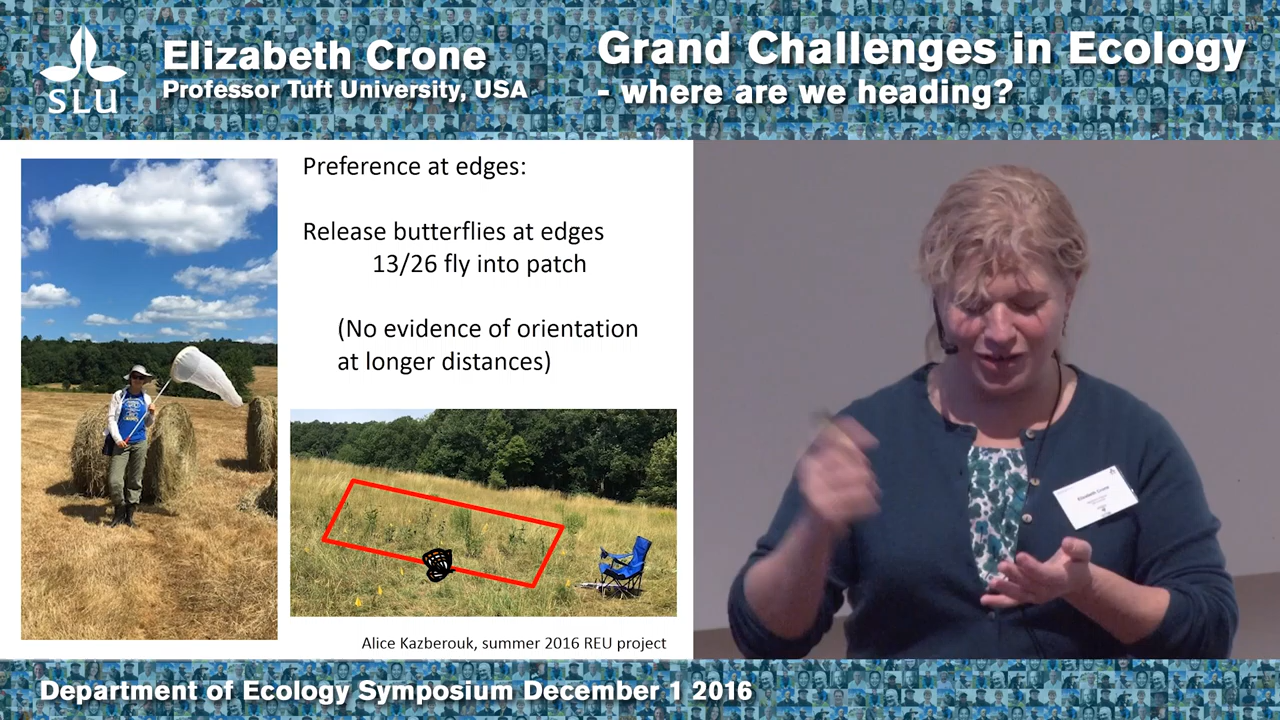 SLU
Elizabeth Crone
Professor Tuft University, USA
Grand Challenges in Ecology
- where are we heading?
Preference at edges:
Release butterflies at edges
13/26 fly into patch
(No evidence of orientation
at longer distances)
Alice Kazberouk, summer 2016 REU project
Elizabeth Crone
Department of Ecology Symposium December 1 2016